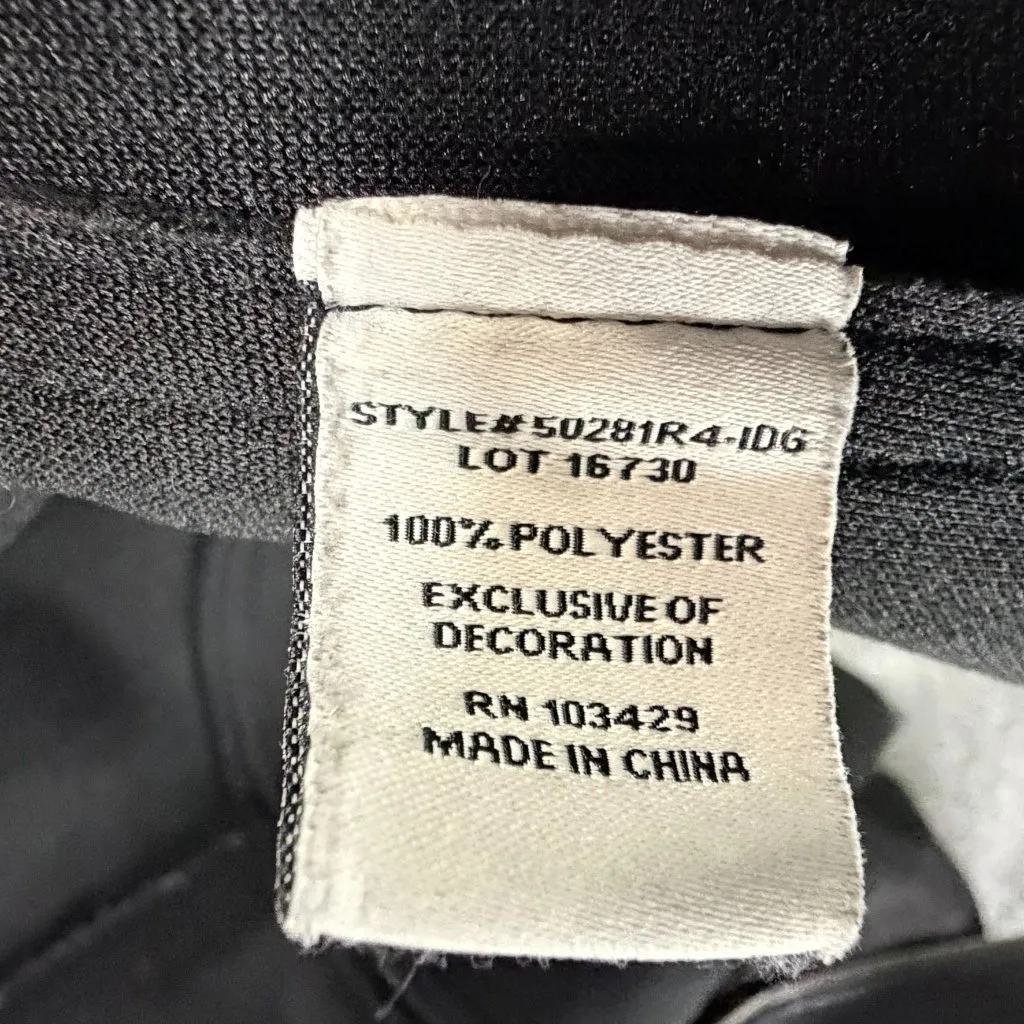 STYLE# 50281R4-IDG
LOT 16730
100% POLYESTER
EXCLUSIVE OF
DECORATION
RN 103429
MADE IN CHINA